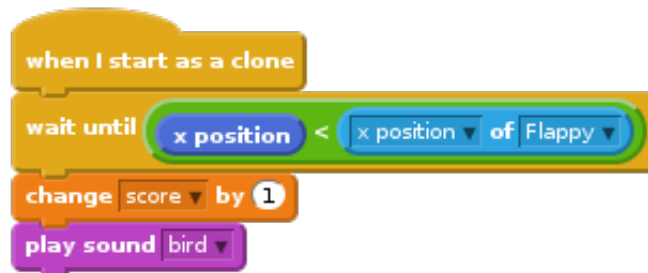 when I start as a clone
wait until x position < x position of Flappy
change score by 1
play sound bird